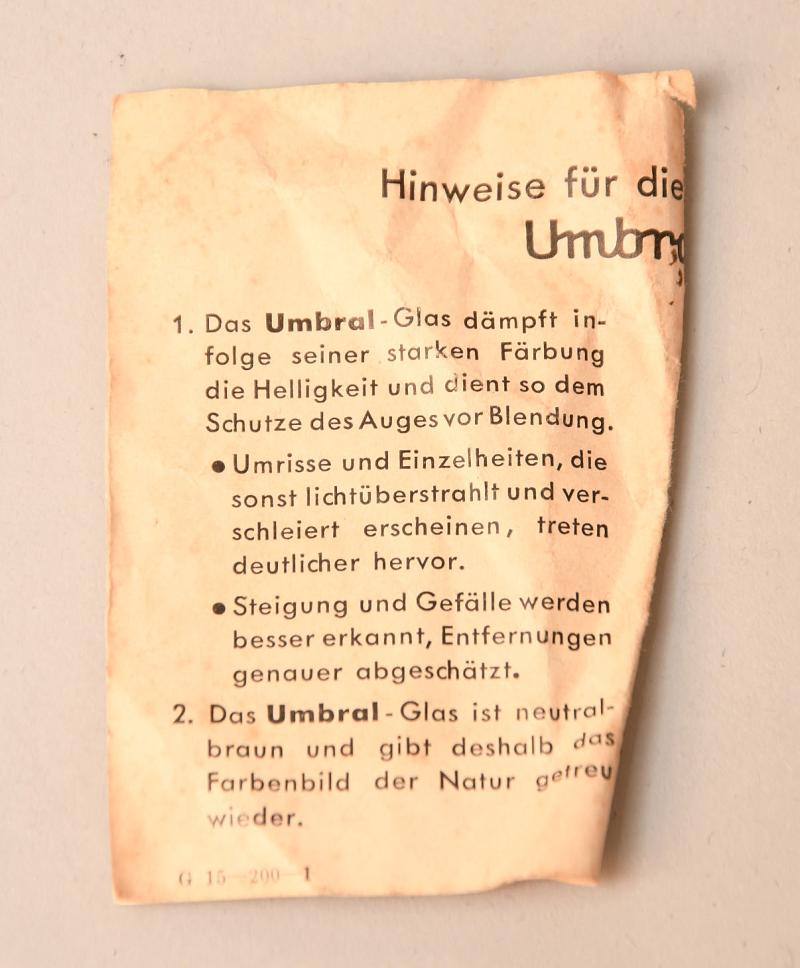 Hinweise für die
1. Das Umbral-Glas dämpft in-
folge seiner starken Färbung
die Helligkeit und dient so dem
Schutze des Auges vor Blendung.
• Umrisse und Einzelheiten, die
sonst lichtüberstrahlt und ver-
schleiert erscheinen, treten
deutlicher hervor.
• Steigung und Gefälle werden
besser erkannt, Entfernungen
genauer abgeschätzt.
2. Das Umbral-Glas ist neutral-
braun und gibt deshalb das
Farbenbild der Natur getreu
wieder.
G 15—200—1